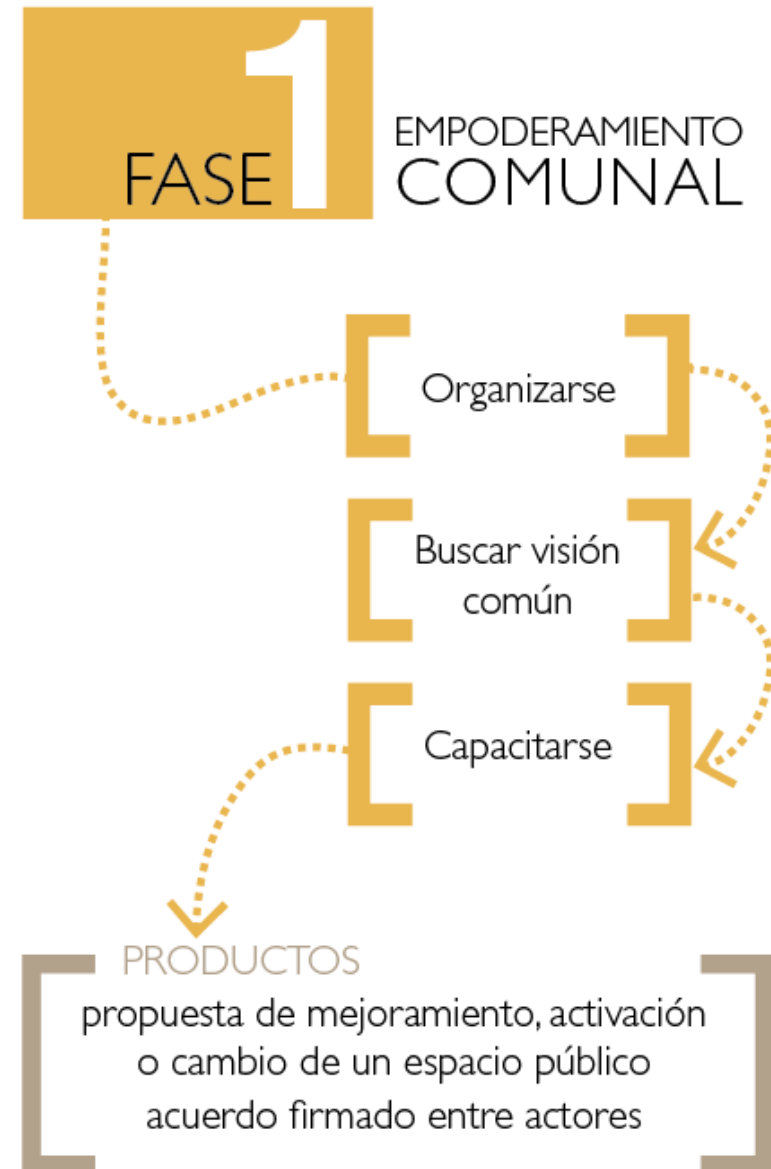 FASE 1
EMPODERAMIENTO
COMUNAL
Organizarse
Buscar visión
común
Capacitarse
PRODUCTOS
propuesta de mejoramiento, activación
o cambio de un espacio público
acuerdo firmado entre actores